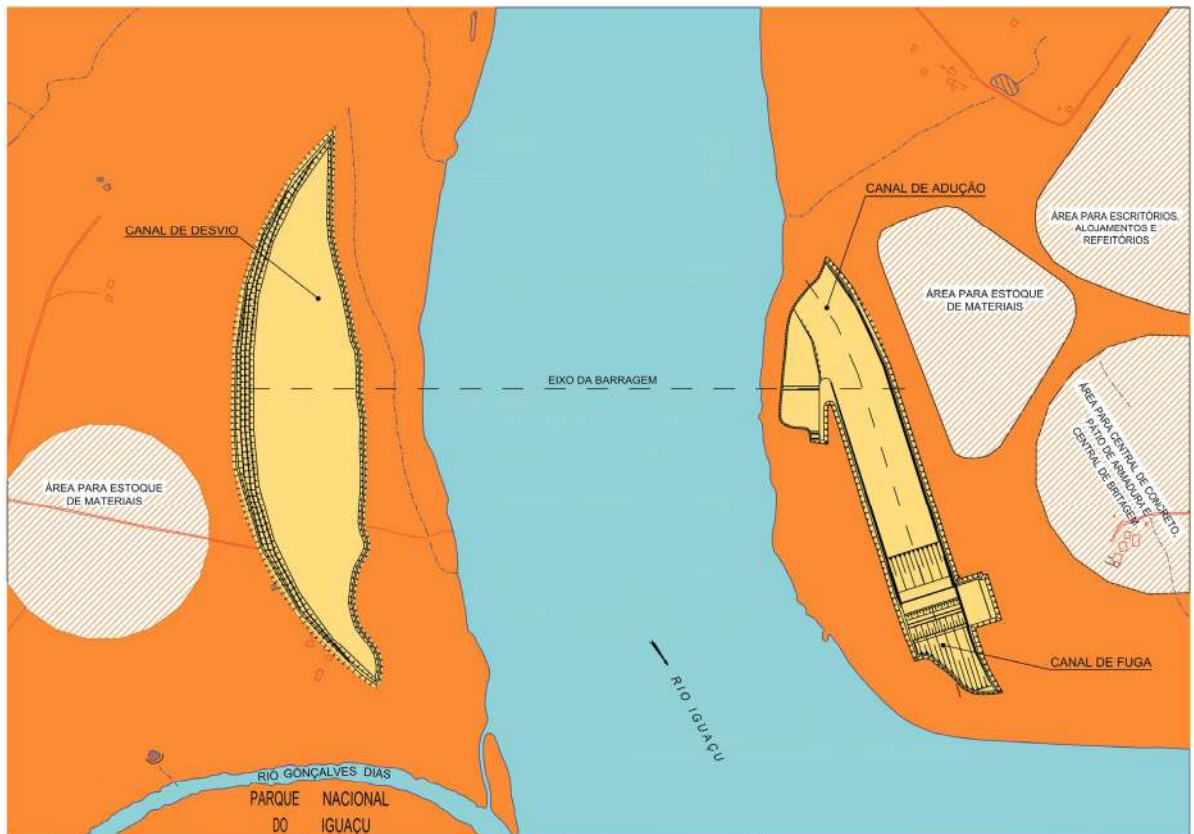 CANAL DE ADUÇÃO
ÁREA PARA ESCRITÓRIOS,
ALOJAMENTOS E
REFEITÓRIOS
CANAL DE DESVIO
ÁREA PARA ESTOQUE
DE MATERIAIS
EIXO DA BARRAGEM
ÁREA PARA CENTRAL DE CONCRETO,
PÁTIO DE ARMADURA E
CENTRAL DE BRITAGEM
ÁREA PARA ESTOQUE
DE MATERIAIS
CANAL DE FUGA
RIO IGUAÇU
RIO GONÇALVES DIAS
PARQUE NACIONAL
DO IGUAÇU